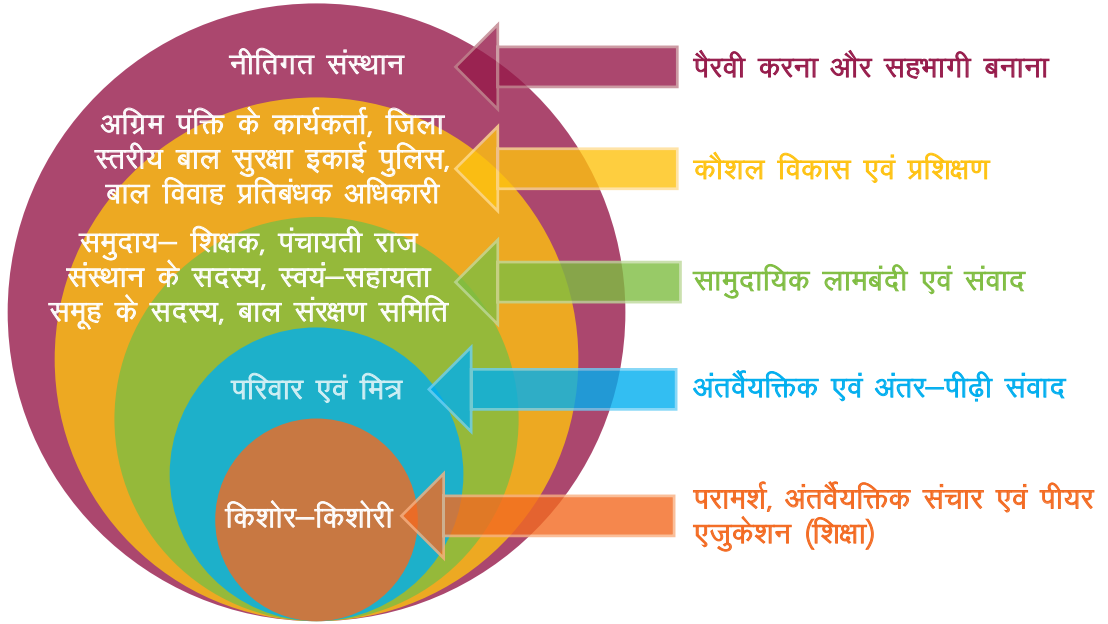 नीतिगत संस्थान
पैरवी करना और सहभागी बनाना
अग्रिम पंक्ति के कार्यकर्ता, जिला
स्तरीय बाल सुरक्षा इकाई पुलिस,
बाल विवाह प्रतिबंधक अधिकारी
कौशल विकास एवं प्रशिक्षण
समुदाय– शिक्षक, पंचायती राज
संस्थान के सदस्य, स्वयं–सहायता
समूह के सदस्य, बाल संरक्षण समिति
सामुदायिक लामबंदी एवं संवाद
परिवार एवं मित्र
अंतर्वैयक्तिक एवं अंतर–पीढ़ी संवाद
किशोर–किशोरी
परामर्श, अंतर्वैयक्तिक संचार एवं पीयर
एजुकेशन (शिक्षा)